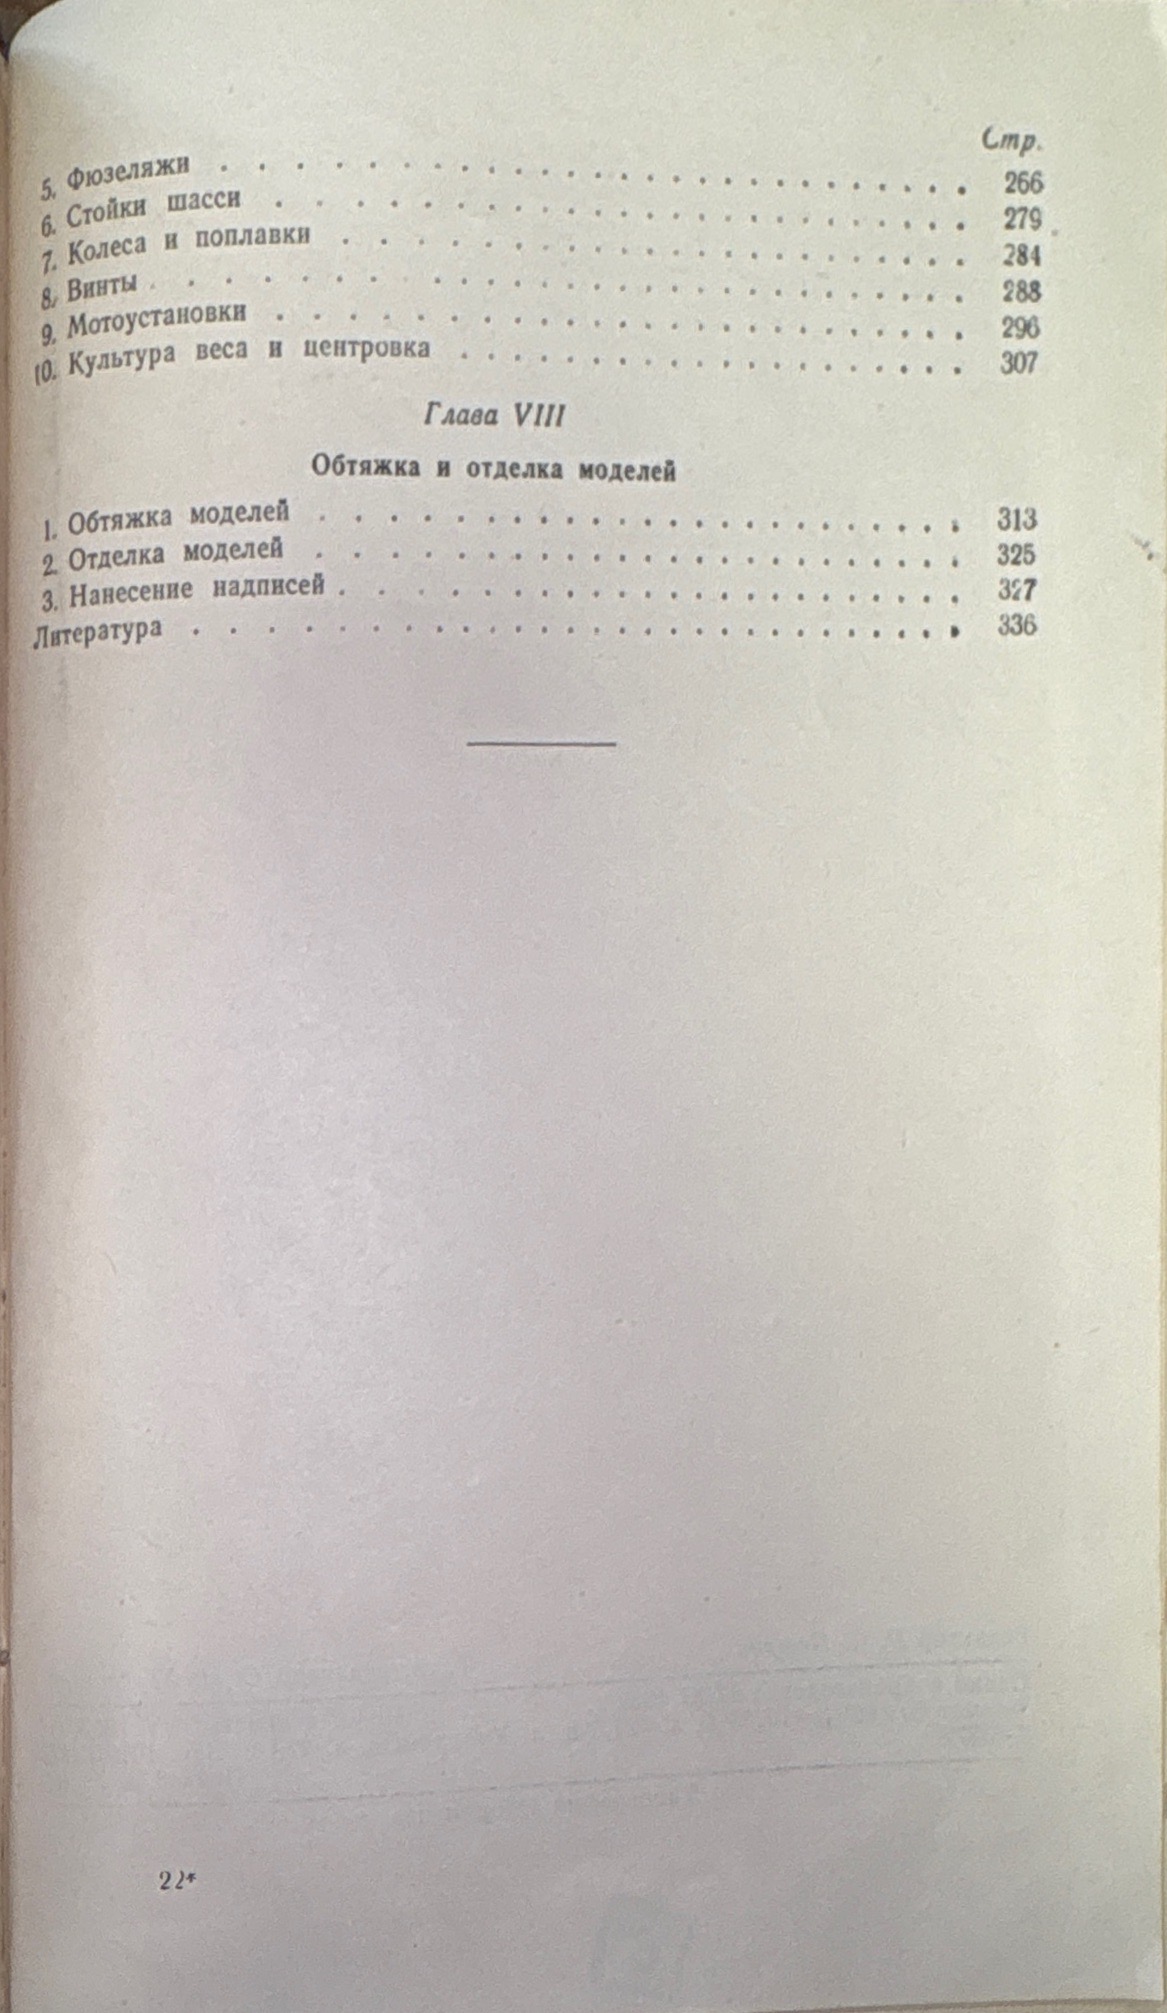 Стр.
5. Фюзеляжи . . . . . . . . . . . . . . . . . . . . . . . . 266
6. Стойки шасси . . . . . . . . . . . . . . . . . . . . . . 279
7. Колеса и поплавки . . . . . . . . . . . . . . . . . . . . 284
8. Винты . . . . . . . . . . . . . . . . . . . . . . . . . . 288
9. Мотоустановки . . . . . . . . . . . . . . . . . . . . . . 296
10. Культура веса и центровка . . . . . . . . . . . . . . . . 307
Глава VIII
Обтяжка и отделка моделей
1. Обтяжка моделей . . . . . . . . . . . . . . . . . . . . . 313
2. Отделка моделей . . . . . . . . . . . . . . . . . . . . . 325
3. Нанесение надписей . . . . . . . . . . . . . . . . . . . . 327
Литература . . . . . . . . . . . . . . . . . . . . . . . . . 336
22*